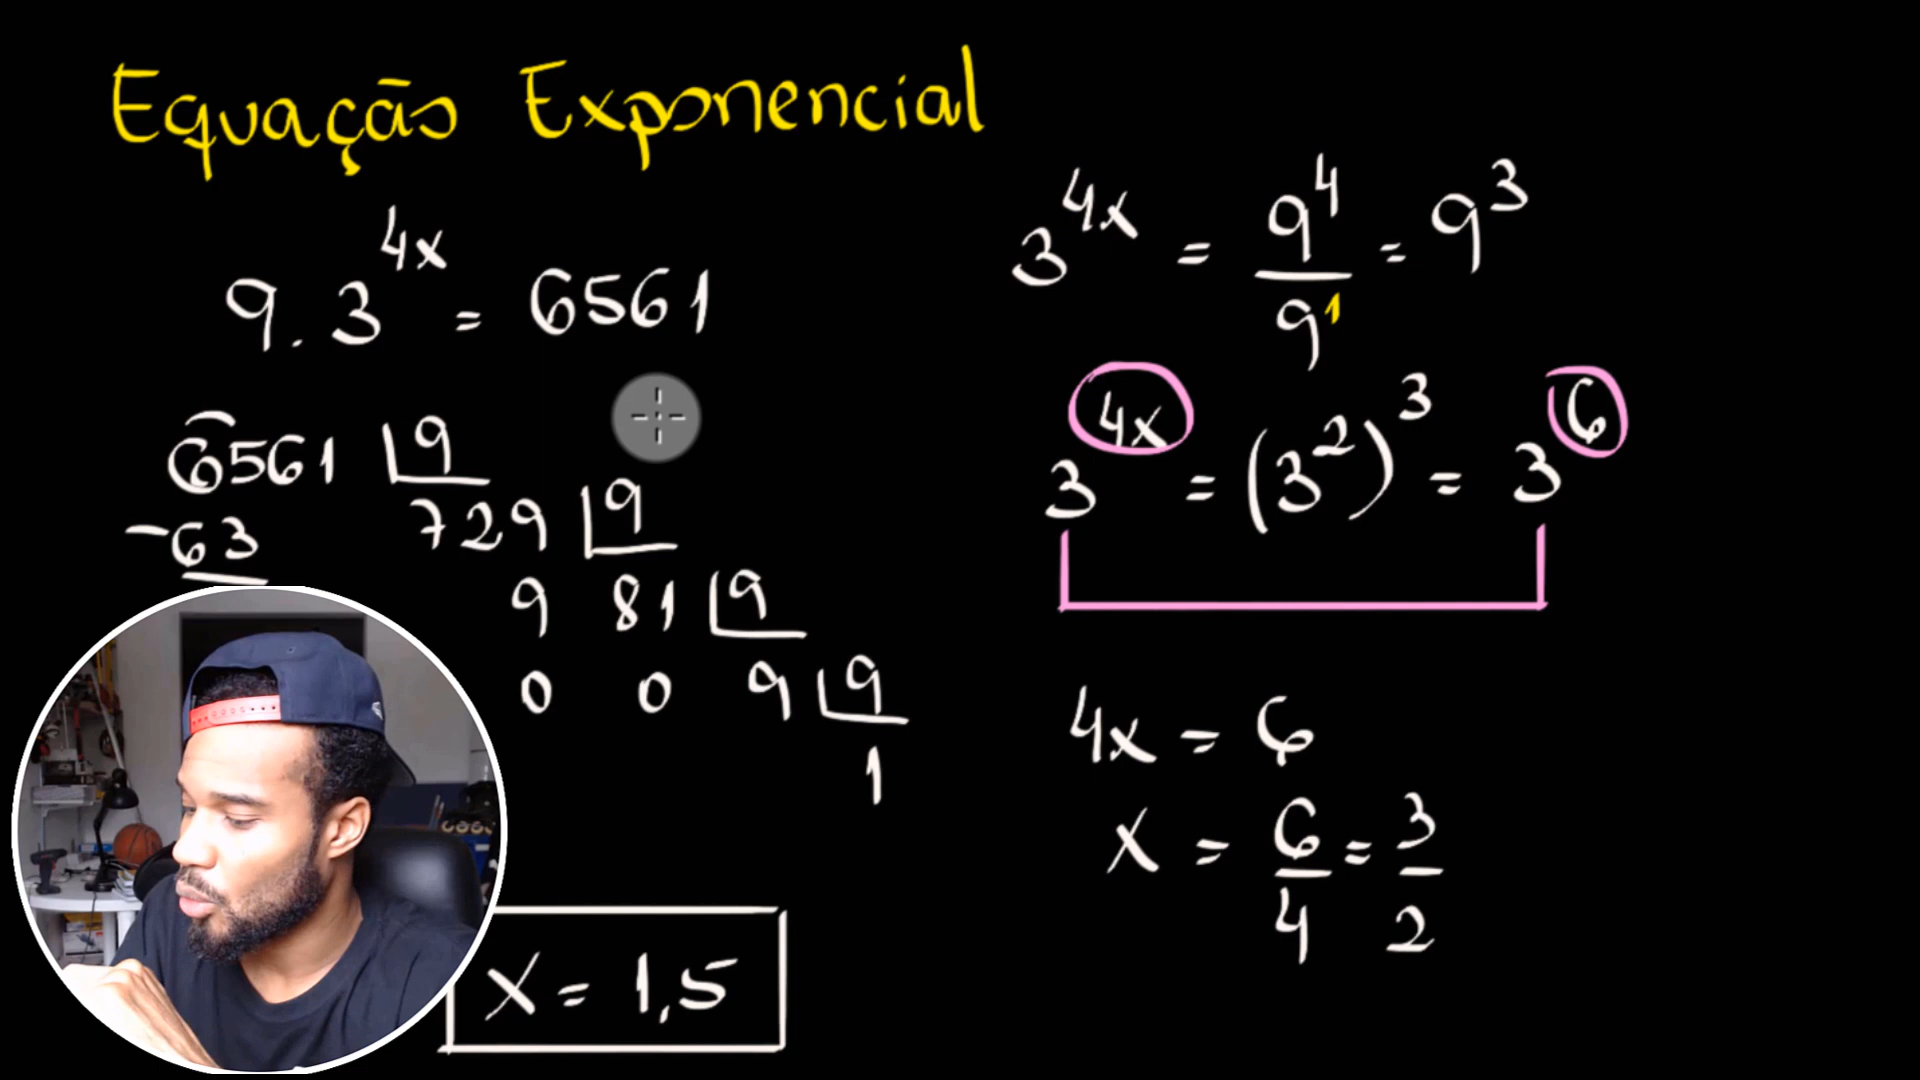 Equação Exponencial
9 . 3^4x = 6561
6561 | 9
-63 729 | 9
9 81 | 9
0 0 9 | 9
1
x = 1,5
3^4x = 9^4 / 9^1 = 9^3
3^4x = (3^2)^3 = 3^6
4x = 6
x = 6/4 = 3/2